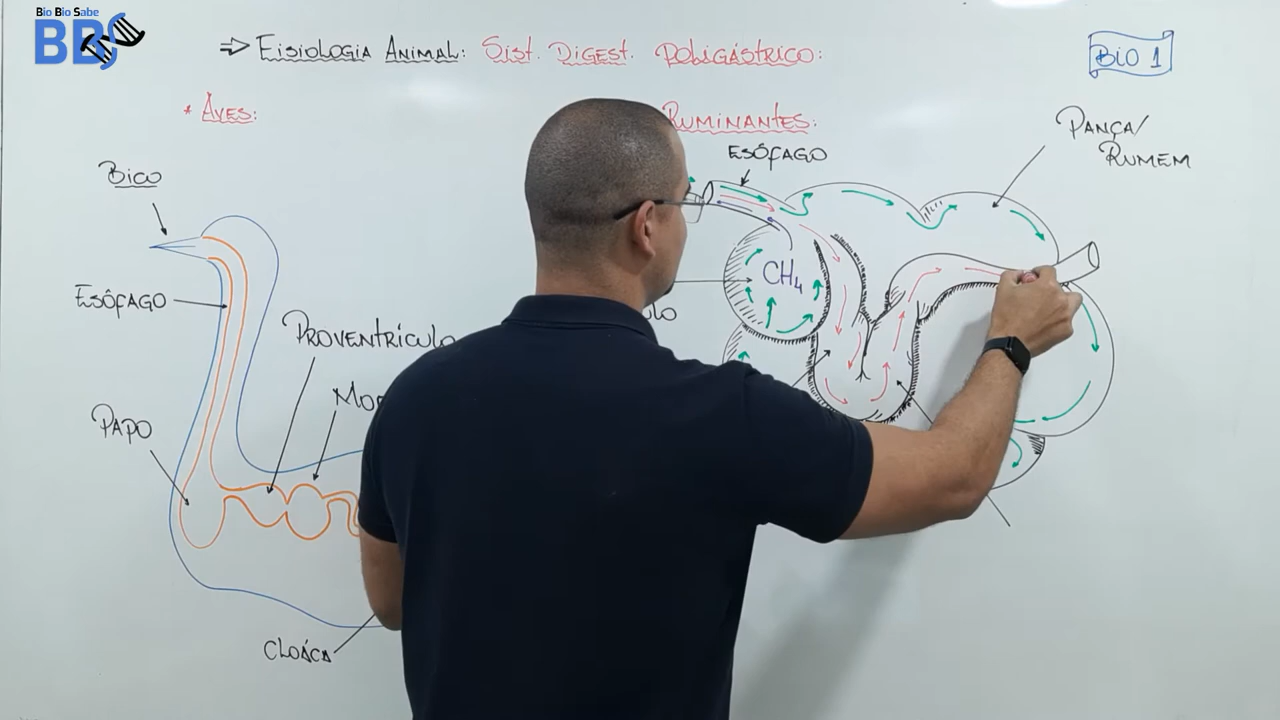 Bio Bio Sabe
BBS
⇒ Fisiologia Animal: Sist. Digest. Poligástrico:
BIO 1
* Aves:
Ruminantes:
Pança/
Rumem
Esôfago
Bico
CH4
Esôfago
Proventrículo
Papo
Cloáca